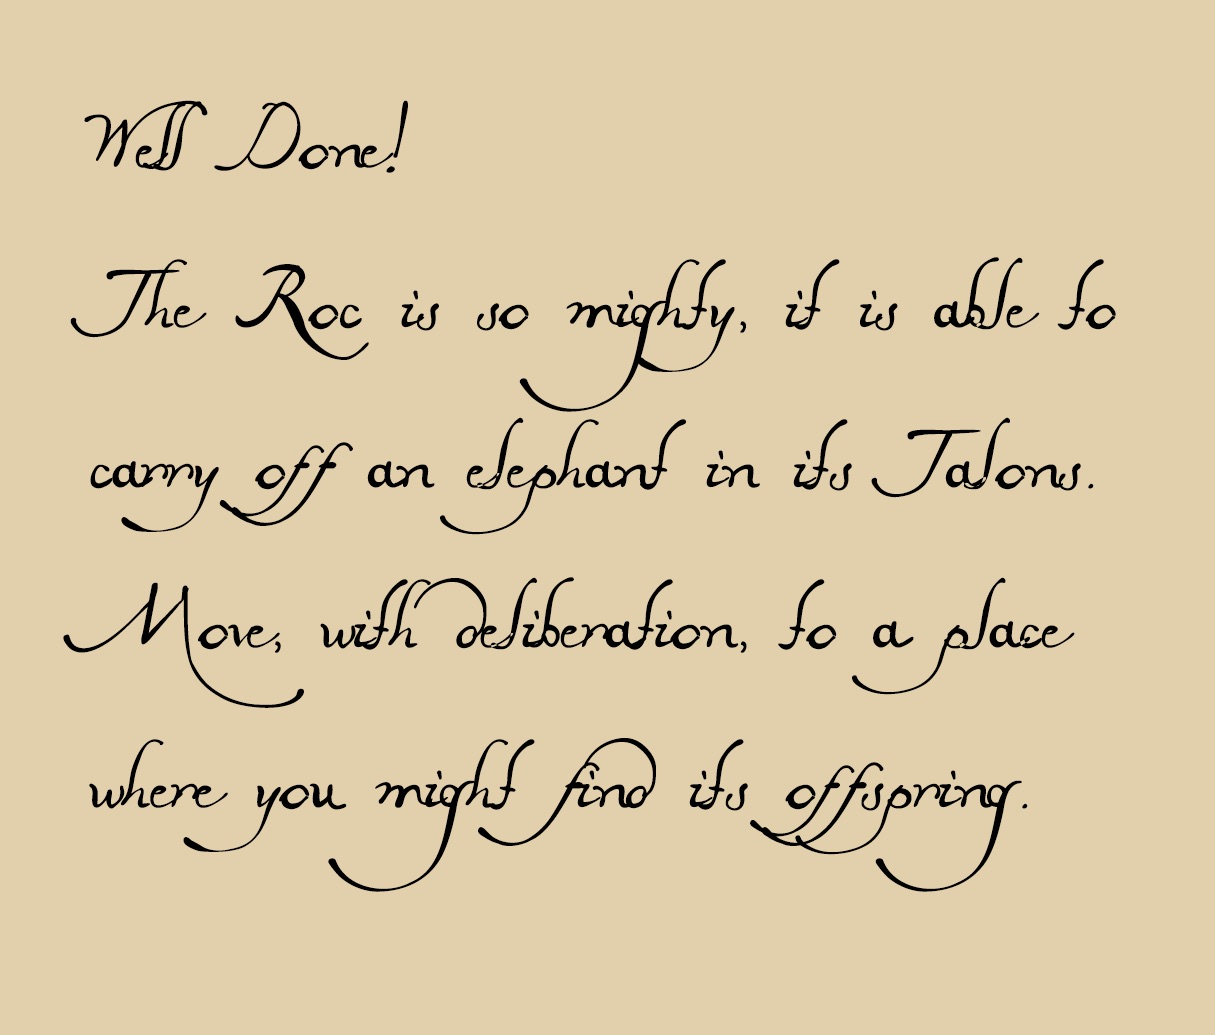 Well Done!
The Roc is so mighty, it is able to
carry off an elephant in its Talons.
Move, with deliberation, to a place
where you might find its offspring.